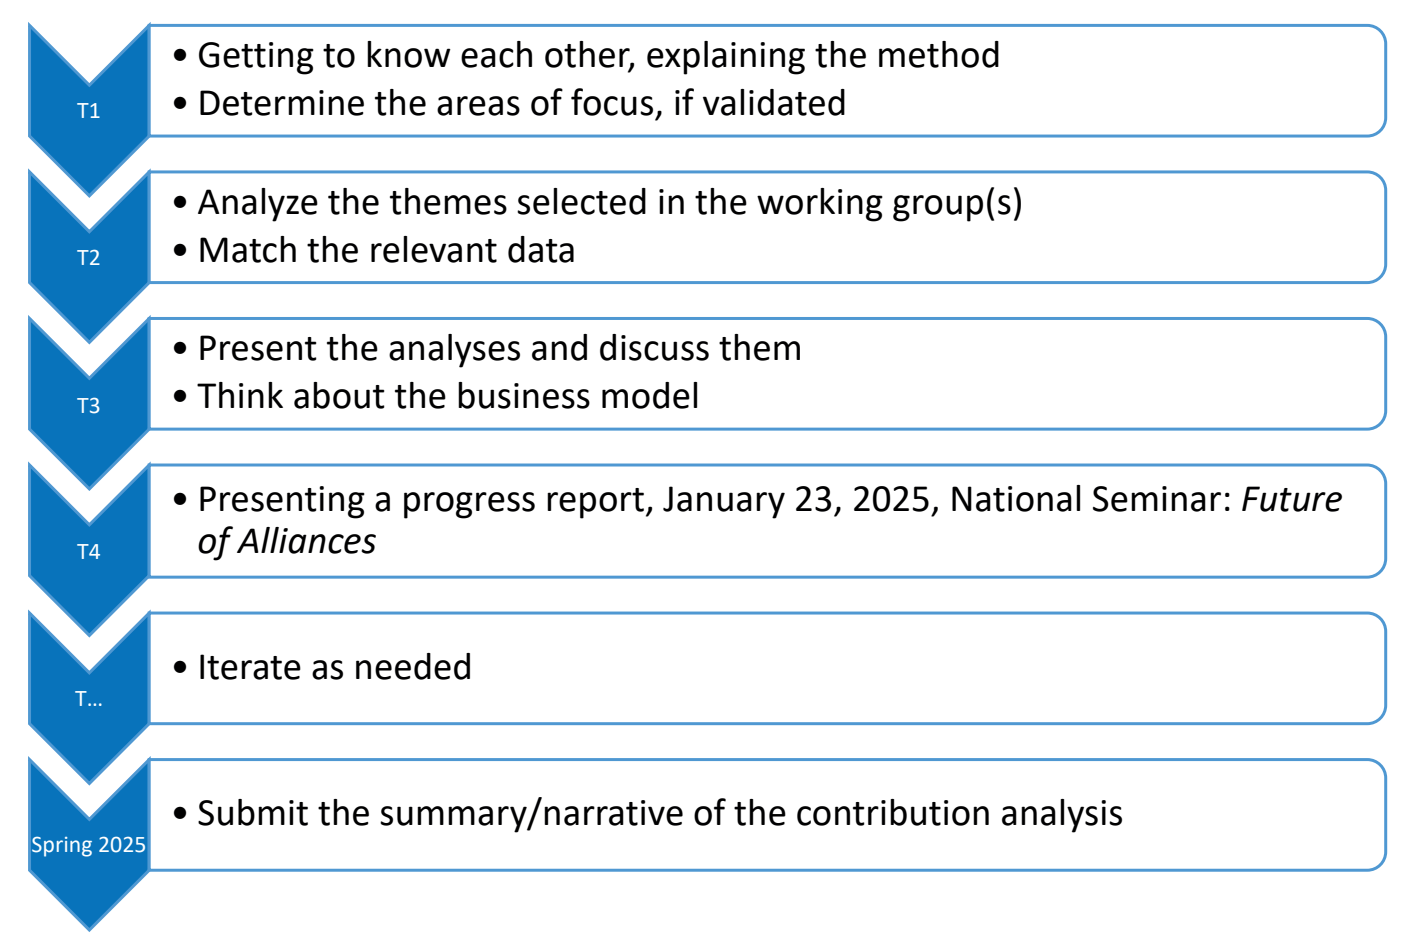 T1
• Getting to know each other, explaining the method
• Determine the areas of focus, if validated
T2
• Analyze the themes selected in the working group(s)
• Match the relevant data
T3
• Present the analyses and discuss them
• Think about the business model
T4
• Presenting a progress report, January 23, 2025, National Seminar: Future
of Alliances
T...
• Iterate as needed
Spring 2025
• Submit the summary/narrative of the contribution analysis